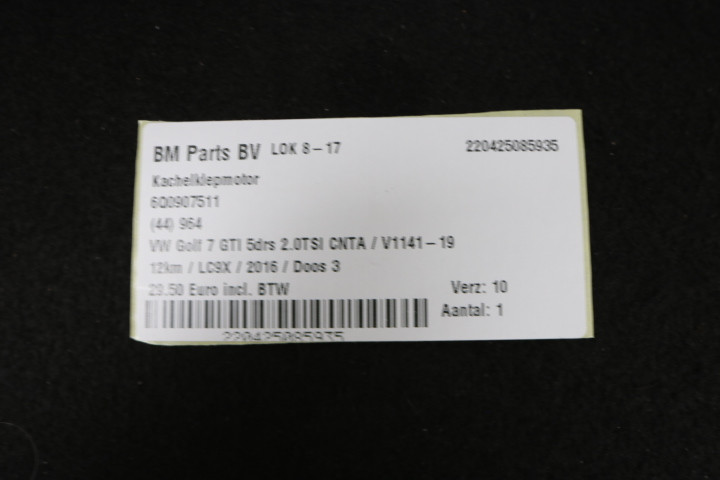 BM Parts BV LOK 8-17 220425085935
Kachelklepmotor
6Q0907511
(44) 964
VW Golf 7 GTI 5drs 2.0TSI CNTA / V1141-19
12km / LC9X / 2016 / Doos 3
29.50 Euro incl. BTW Verz: 10
Aantal: 1
220425085935